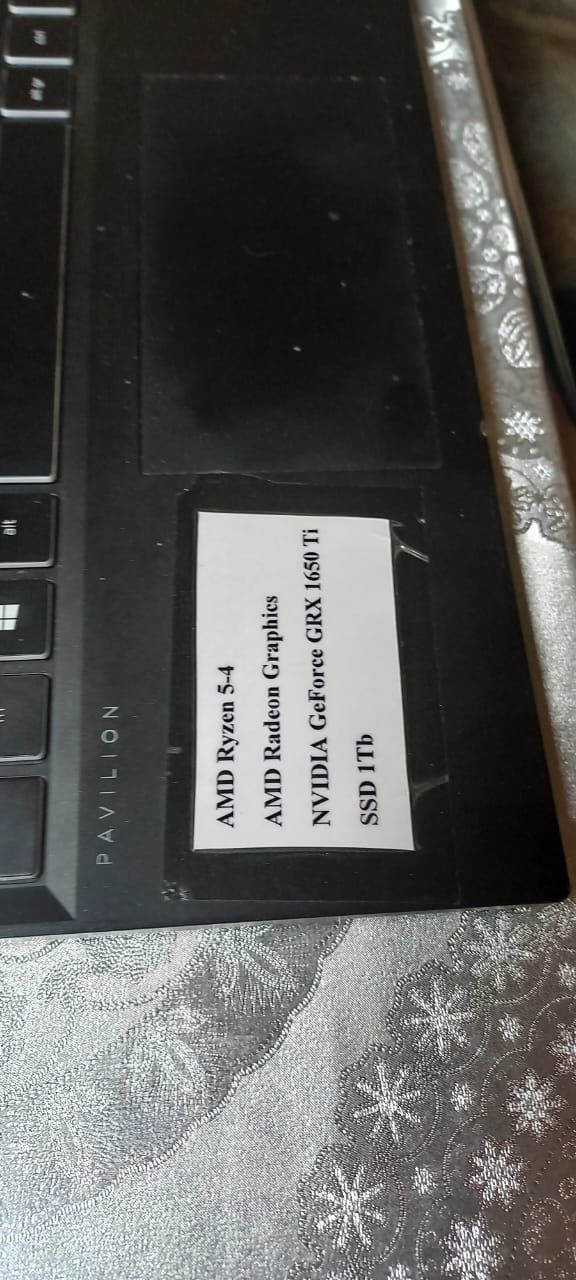 alt
PAVILION
AMD Ryzen 5-4
AMD Radeon Graphics
NVIDIA GeForce GRX 1650 Ti
SSD 1Tb